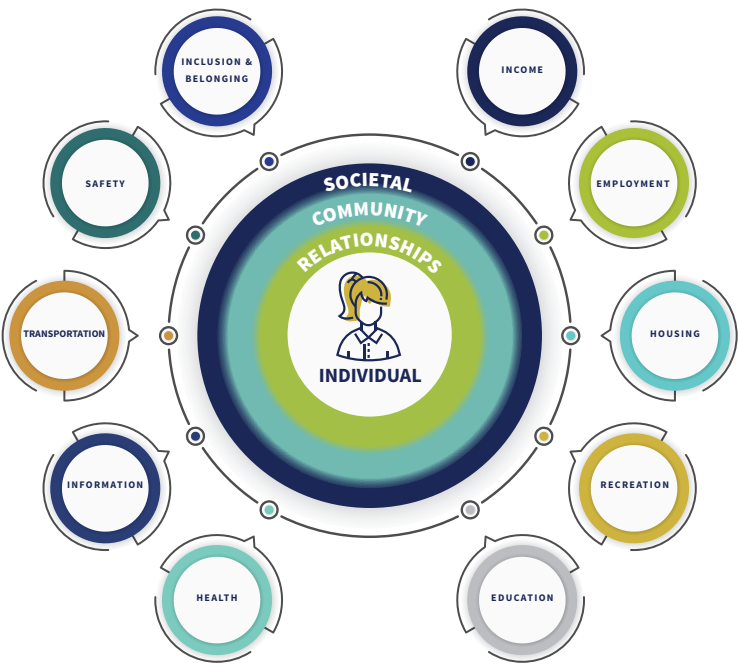 INCLUSION &
BELONGING
INCOME
SAFETY
EMPLOYMENT
SOCIETAL
COMMUNITY
RELATIONSHIPS
TRANSPORTATION
HOUSING
INDIVIDUAL
INFORMATION
RECREATION
HEALTH
EDUCATION